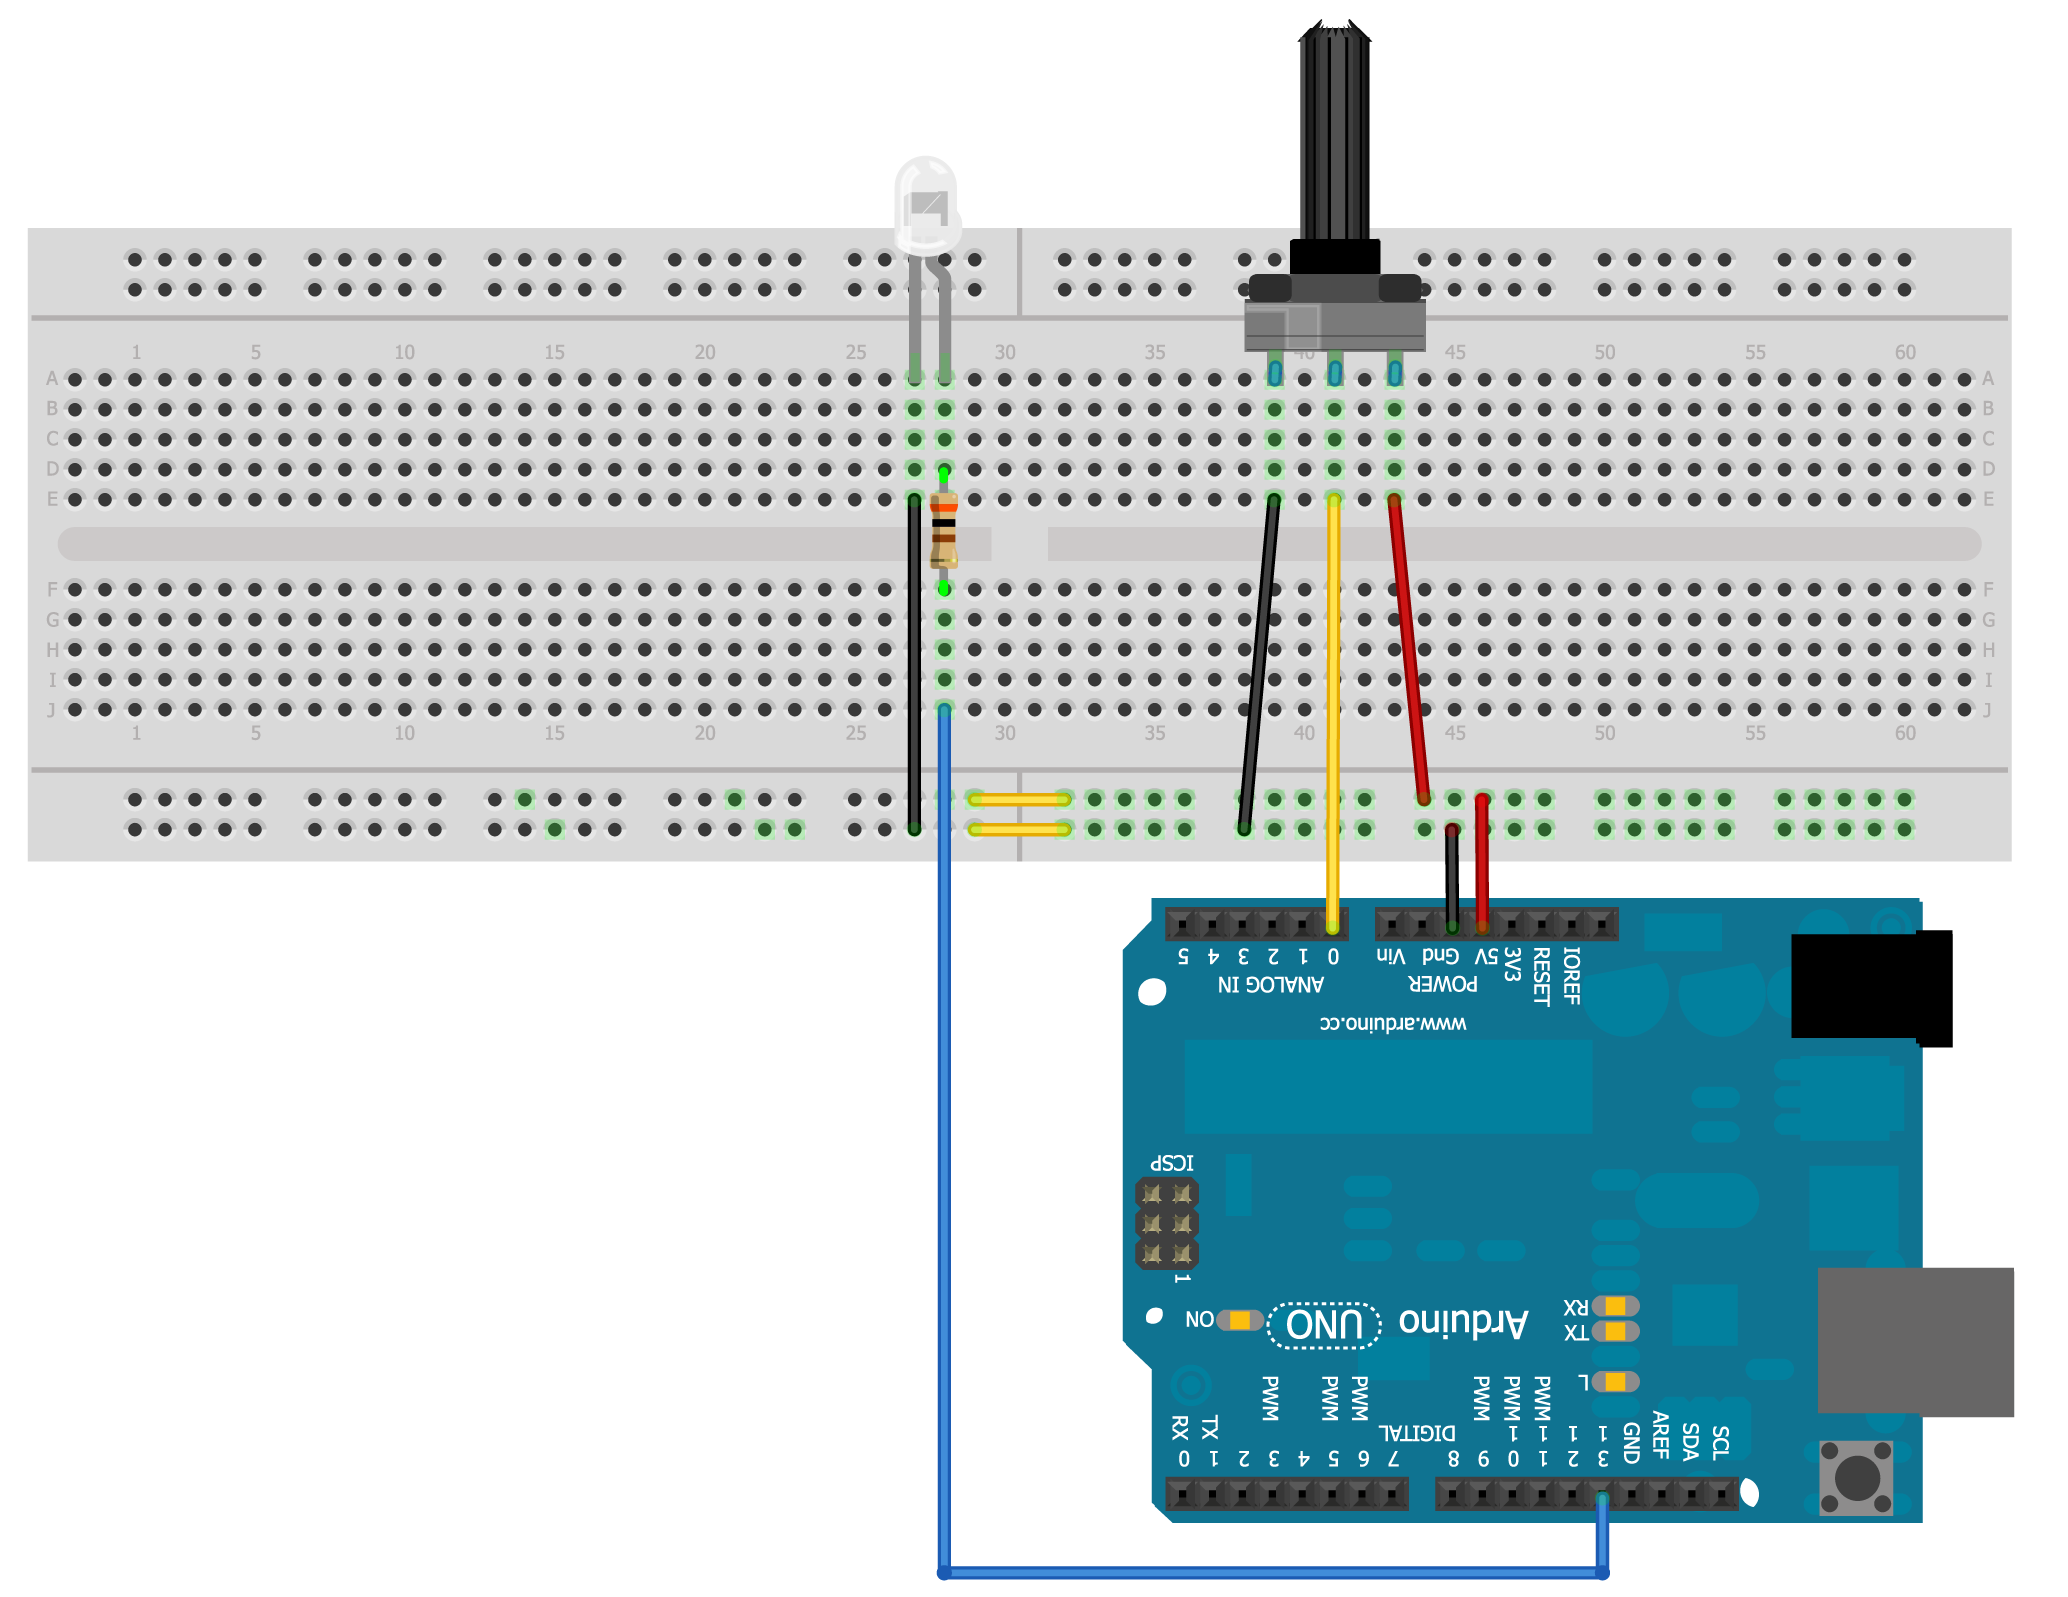 1 5 10 15 20 25 30 35 40 45 50 55 60
A A
B B
C C
D D
E E
F F
G G
H H
I I
J J
1 5 10 15 20 25 30 35 40 45 50 55 60
5 4 3 2 1 0 Vin Gnd 5V 3V3 RESET IOREF
ANALOG IN POWER
www.arduino.cc
ICSP
1
ON UNO Arduino RX
TX
L
PWM PWM PWM PWM PWM PWM
RX TX DIGITAL GND AREF SDA SCL
0 1 2 3 4 5 6 7 8 9 10 11 12 13